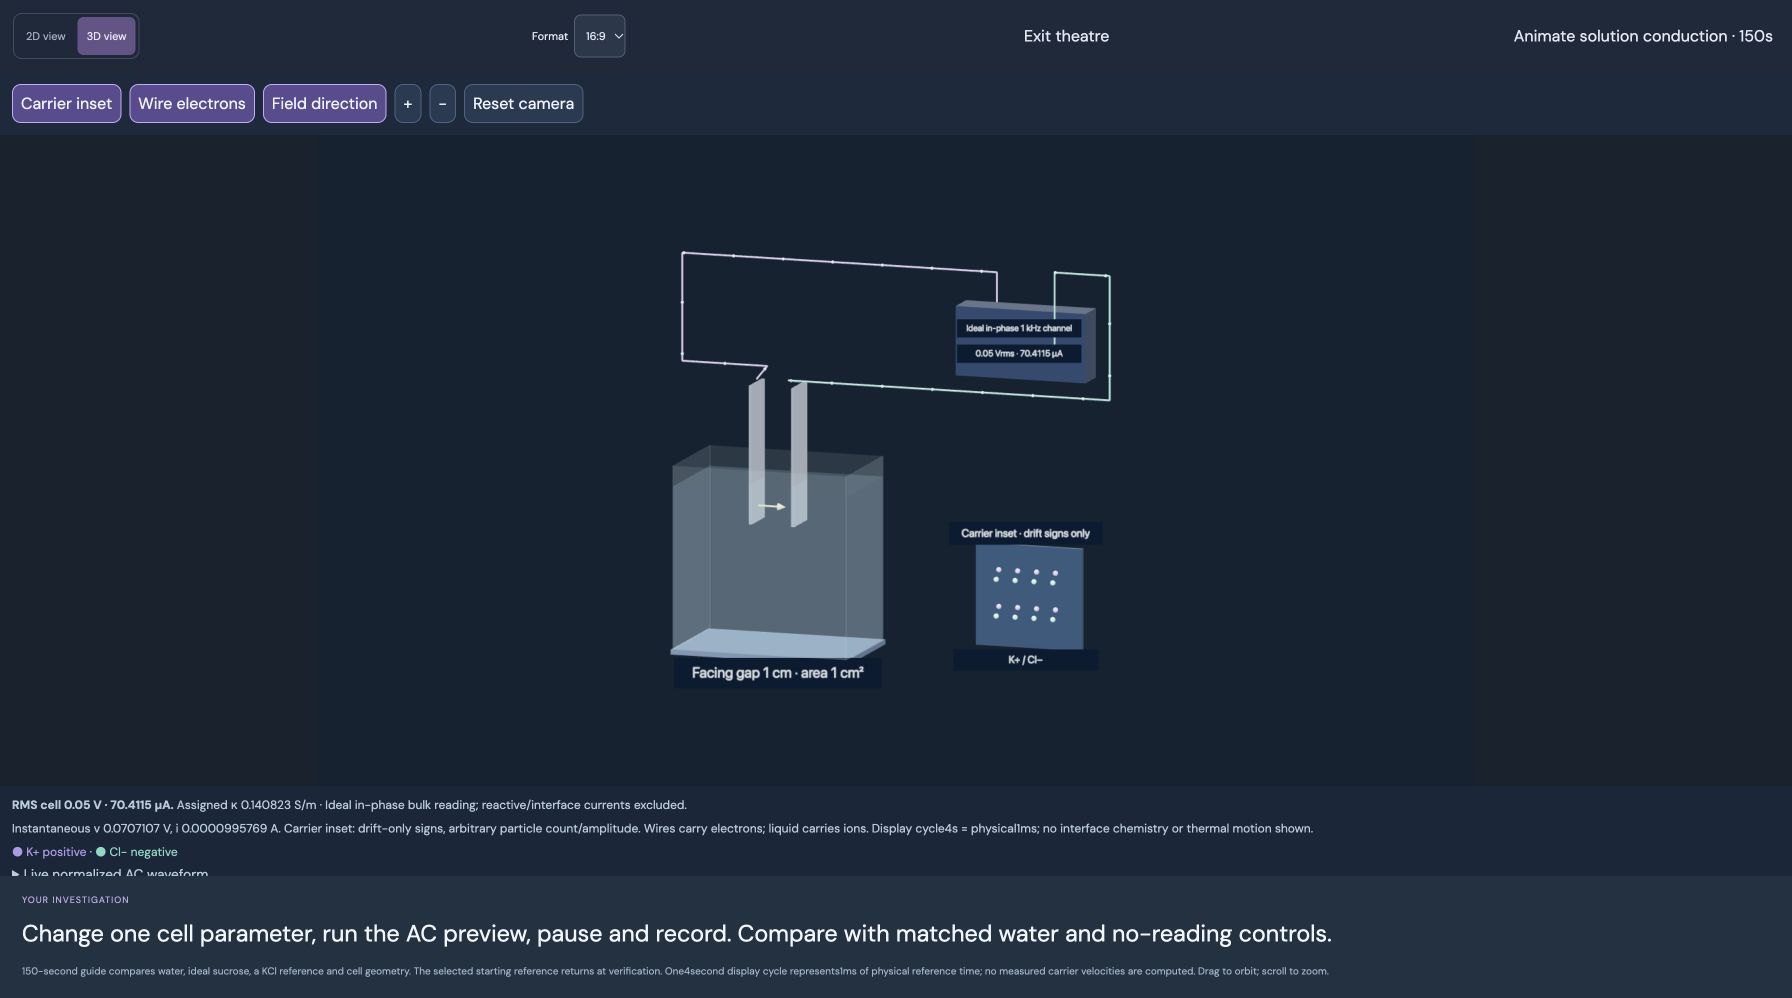 2D view 3D view Format 16:9 Exit theatre Animate solution conduction · 150s
Carrier inset Wire electrons Field direction + - Reset camera
Ideal in-phase 1 kHz channel
0.05 Vrms · 70.4115 µA
Carrier inset · drift signs only
K+ / Cl−
Facing gap 1 cm · area 1 cm²
RMS cell 0.05 V · 70.4115 µA. Assigned κ 0.140823 S/m · Ideal in-phase bulk reading; reactive/interface currents excluded.
Instantaneous v 0.0707107 V, i 0.0000995769 A. Carrier inset: drift-only signs, arbitrary particle count/amplitude. Wires carry electrons; liquid carries ions. Display cycle4s = physical1ms; no interface chemistry or thermal motion shown.
K+ positive · Cl− negative
Live normalized AC waveform
YOUR INVESTIGATION
Change one cell parameter, run the AC preview, pause and record. Compare with matched water and no-reading controls.
150-second guide compares water, ideal sucrose, a KCl reference and cell geometry. The selected starting reference returns at verification. One4second display cycle represents1ms of physical reference time; no measured carrier velocities are computed. Drag to orbit; scroll to zoom.